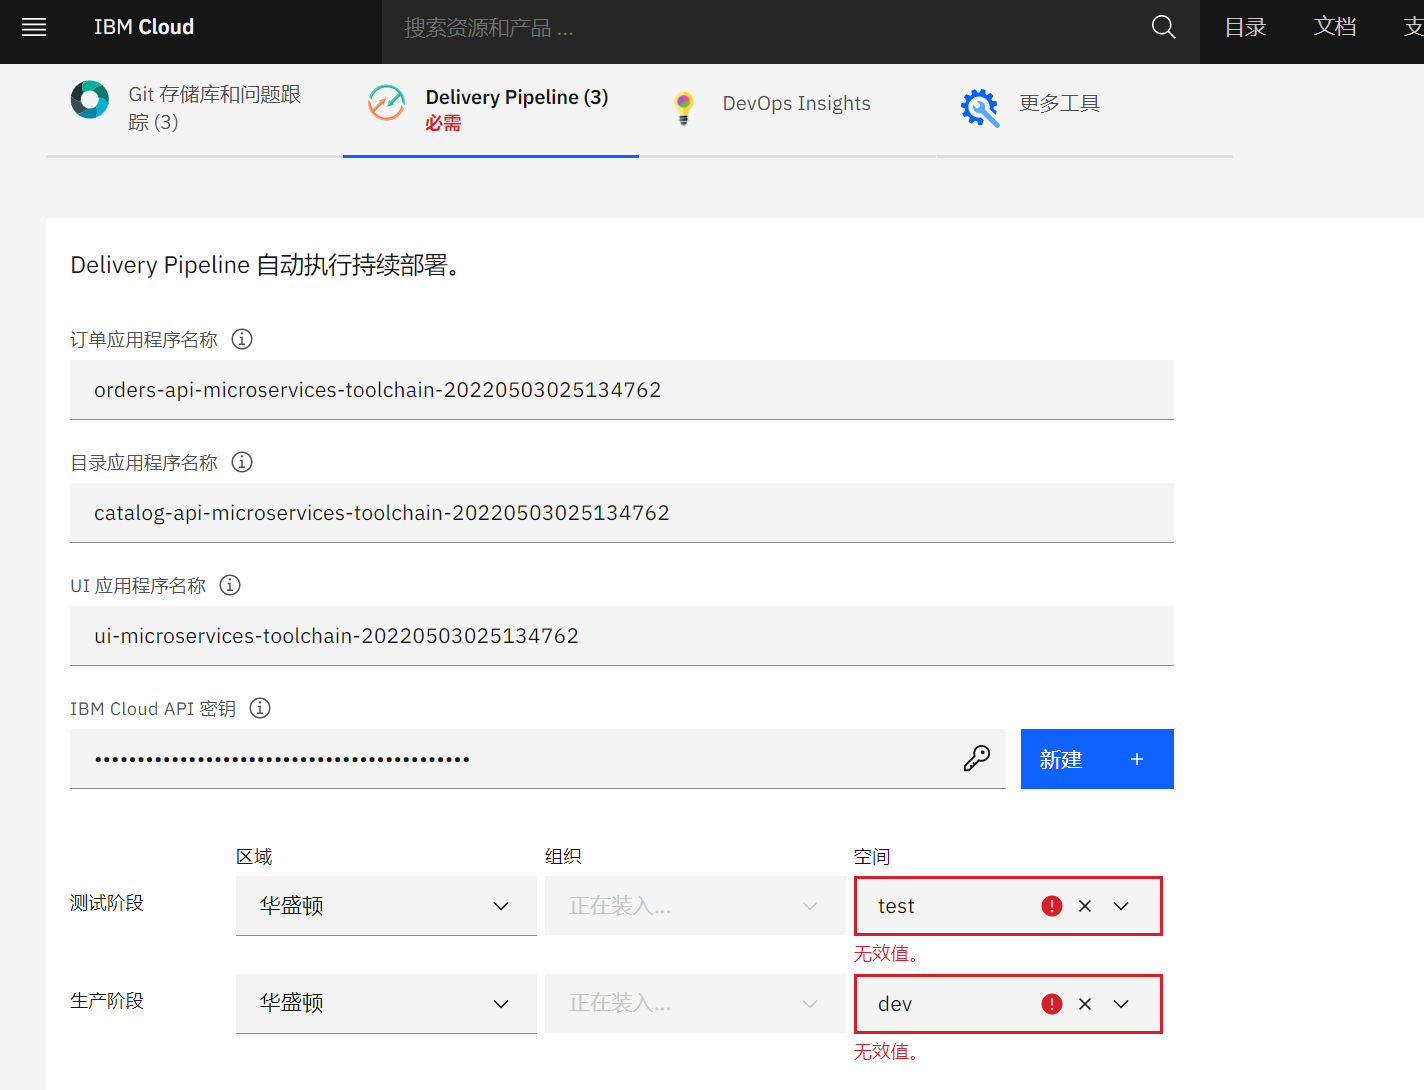 IBM Cloud
搜索资源和产品 ...
目录
文档
支
Git 存储库和问题跟
踪 (3)
Delivery Pipeline (3)
必需
DevOps Insights
更多工具
Delivery Pipeline 自动执行持续部署。
订单应用程序名称
orders-api-microservices-toolchain-20220503025134762
目录应用程序名称
catalog-api-microservices-toolchain-20220503025134762
UI 应用程序名称
ui-microservices-toolchain-20220503025134762
IBM Cloud API 密钥
新建 +
区域 组织 空间
测试阶段 华盛顿 正在装入... test
无效值。
生产阶段 华盛顿 正在装入... dev
无效值。